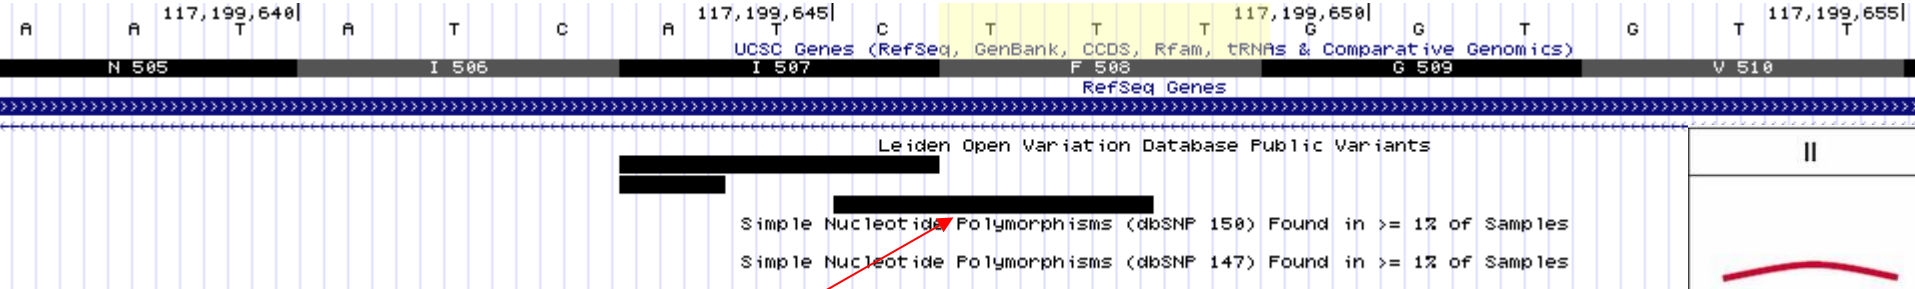 117,199,640| 117,199,645| 117,199,650| 117,199,655|
A A T A T C A T C T T T G G T G T T
UCSC Genes (RefSeq, GenBank, CCDS, Rfam, tRNAs & Comparative Genomics)
N 505 I 506 I 507 F 508 G 509 V 510
RefSeq Genes
Leiden Open Variation Database Public Variants
II
Simple Nucleotide Polymorphisms (dbSNP 150) Found in >= 1% of Samples
Simple Nucleotide Polymorphisms (dbSNP 147) Found in >= 1% of Samples